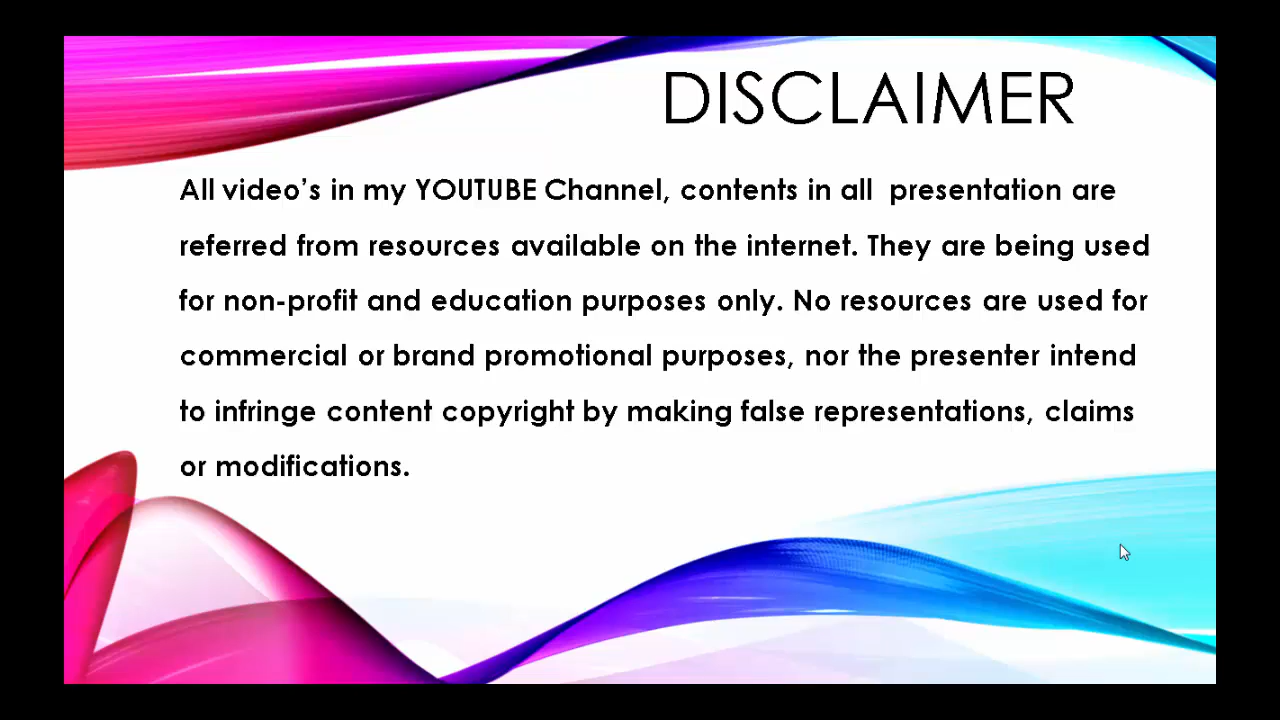 DISCLAIMER
All video’s in my YOUTUBE Channel, contents in all presentation are
referred from resources available on the internet. They are being used
for non-profit and education purposes only. No resources are used for
commercial or brand promotional purposes, nor the presenter intend
to infringe content copyright by making false representations, claims
or modifications.